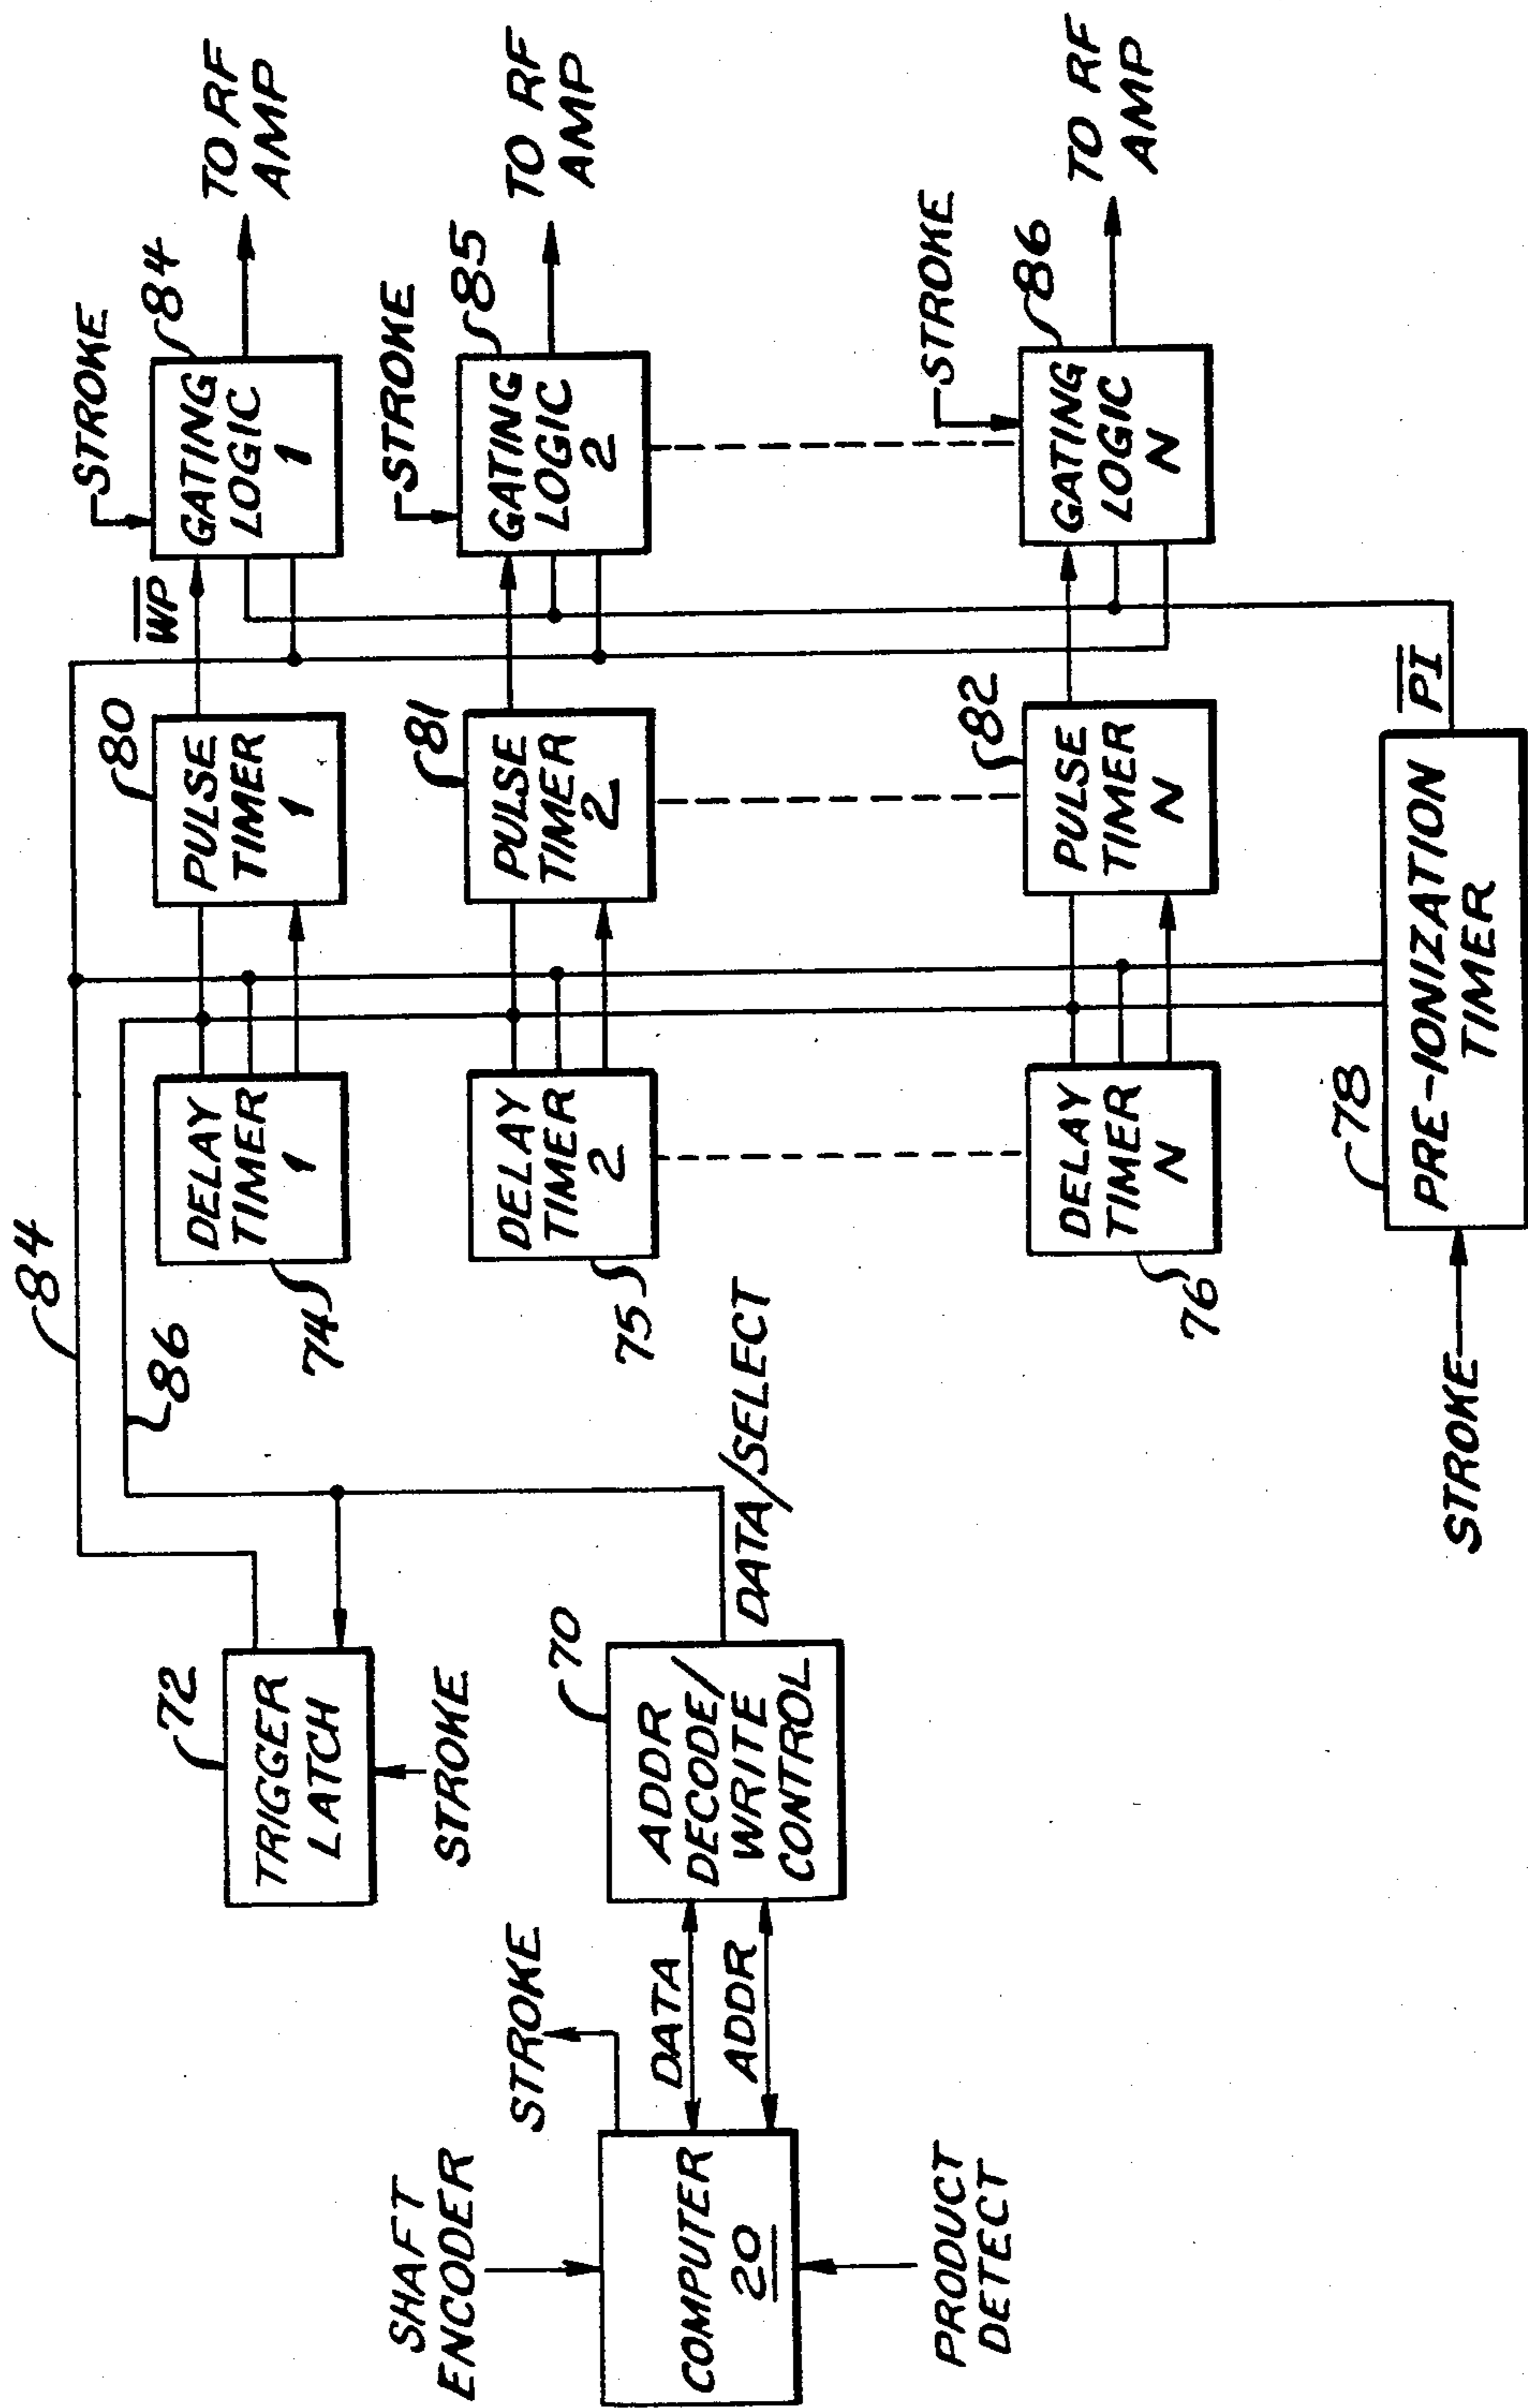 SHAFT
ENCODER
COMPUTER
20
PRODUCT
DETECT
STROKE
DATA
ADDR
72
TRIGGER
LATCH
STROKE
70
ADDR
DECODE/
WRITE
CONTROL
DATA/SELECT
84
86
DELAY
TIMER
1
74
DELAY
TIMER
2
75
DELAY
TIMER
N
76
STROKE
78
PRE-IONIZATION
TIMER
PI
80
PULSE
TIMER
1
81
PULSE
TIMER
2
82
PULSE
TIMER
N
WP
STROKE
84
GATING
LOGIC
1
TO RF
AMP
STROKE
85
GATING
LOGIC
2
TO RF
AMP
STROKE
86
GATING
LOGIC
N
TO RF
AMP